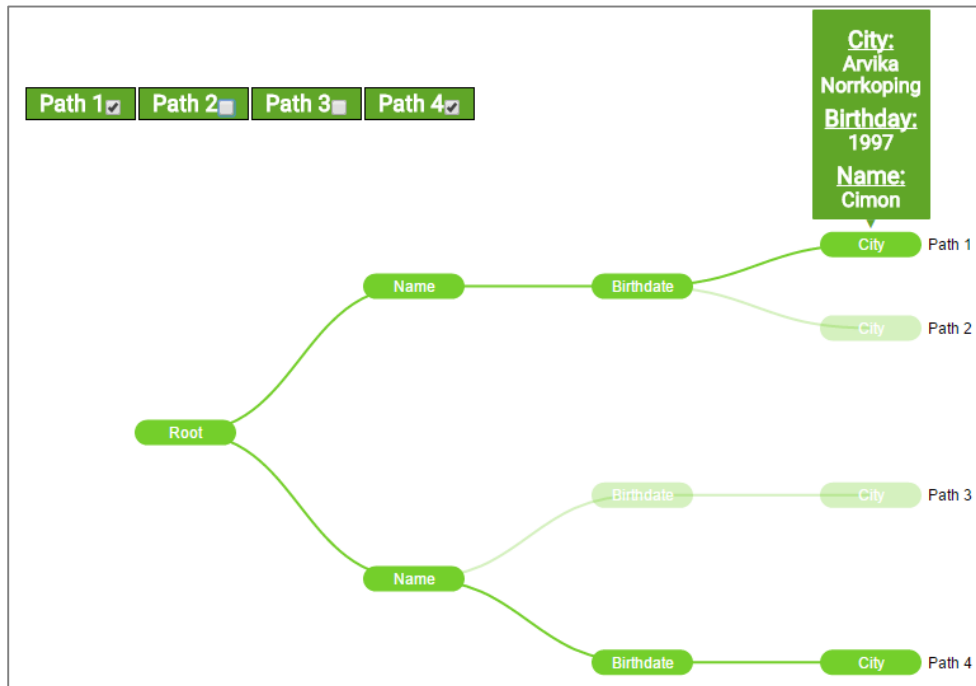 City:
Arvika
Norrkoping
Birthday:
1997
Name:
Cimon
Path 1 Path 2 Path 3 Path 4
City Path 1
Name Birthdate
City Path 2
Root
Birthdate City Path 3
Name
Birthdate City Path 4